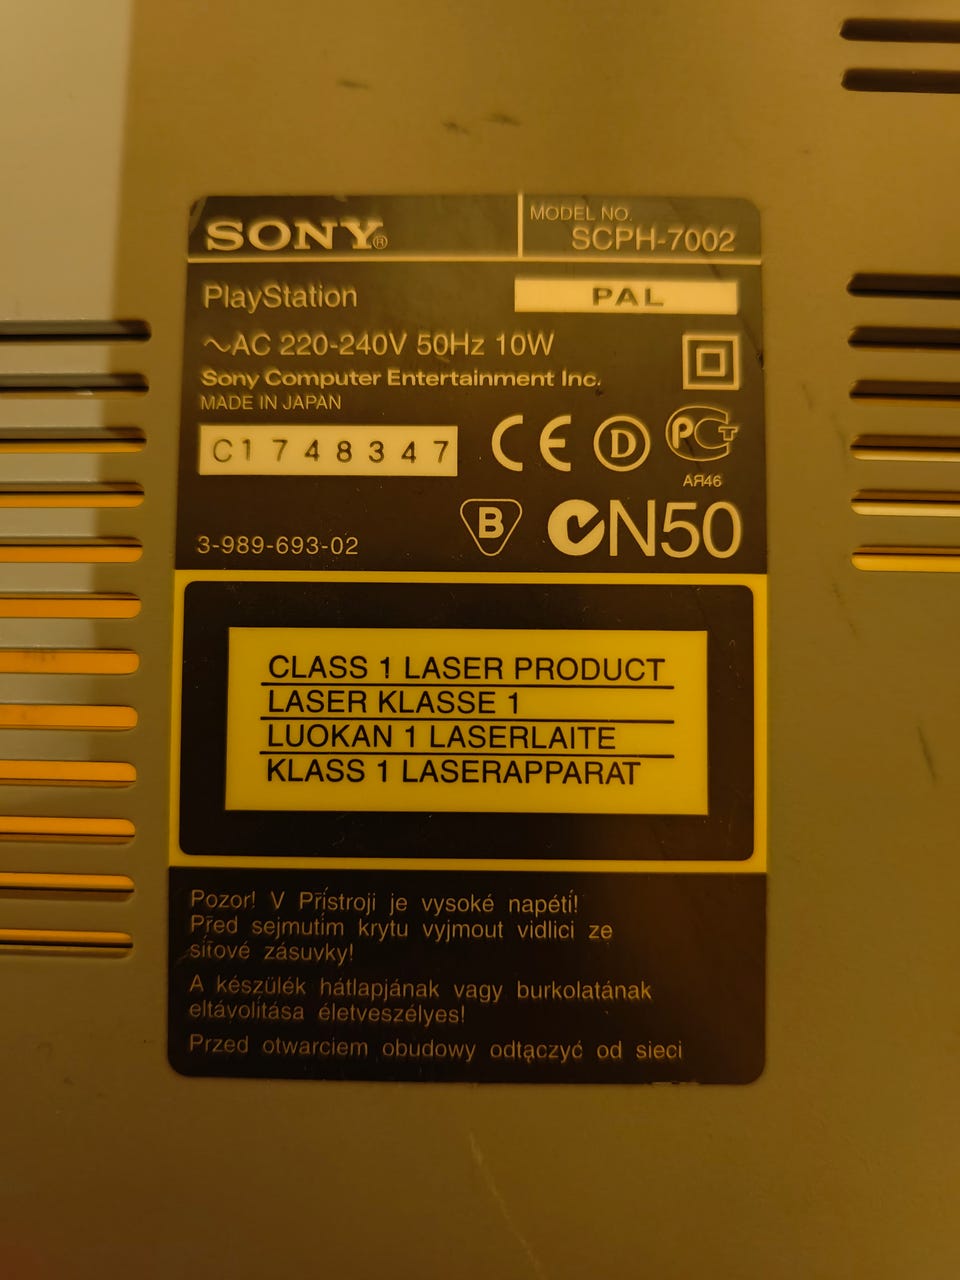 SONY®
MODEL NO.
SCPH-7002
PlayStation
PAL
~AC 220-240V 50Hz 10W
Sony Computer Entertainment Inc.
MADE IN JAPAN
C1748347
CE D PCT
АЯ46
B N50
3-989-693-02
CLASS 1 LASER PRODUCT
LASER KLASSE 1
LUOKAN 1 LASERLAITE
KLASS 1 LASERAPPARAT
Pozor! V Přístroji je vysoké napétí!
Před sejmutím krytu vyjmout vidlici ze
síťové zásuvky!
A készülék hátlapjának vagy burkolatának
eltávolítása életveszélyes!
Przed otwarciem obudowy odtączyć od sieci